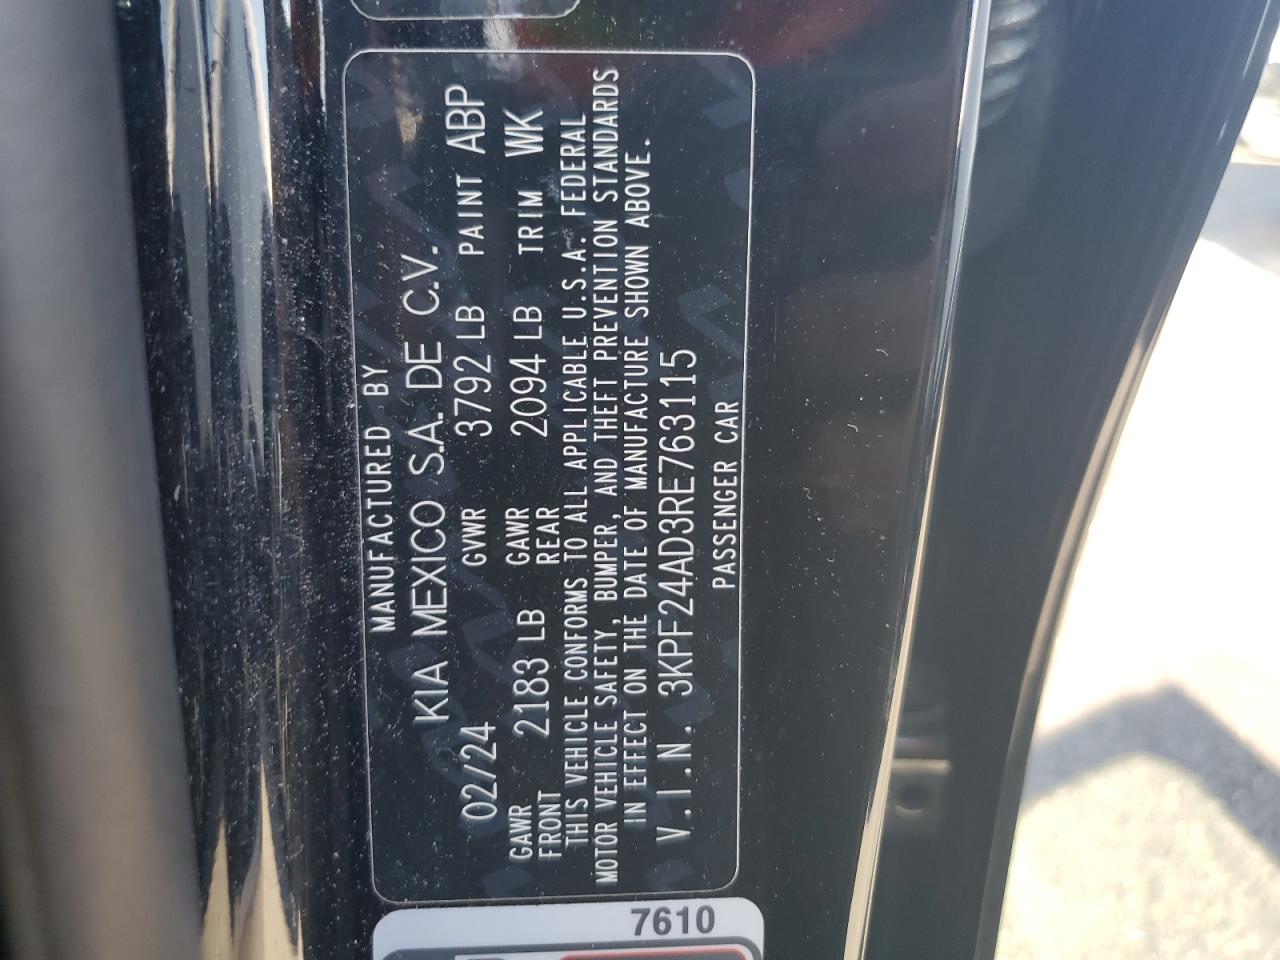 MANUFACTURED BY
KIA MEXICO S.A. DE C.V.
02/24 GVWR 3792 LB PAINT ABP
GAWR FRONT 2183 LB GAWR REAR 2094 LB TRIM WK
THIS VEHICLE CONFORMS TO ALL APPLICABLE U.S.A. FEDERAL
MOTOR VEHICLE SAFETY, BUMPER, AND THEFT PREVENTION STANDARDS
IN EFFECT ON THE DATE OF MANUFACTURE SHOWN ABOVE.
V.I.N. 3KPF24AD3RE763115
PASSENGER CAR
7610